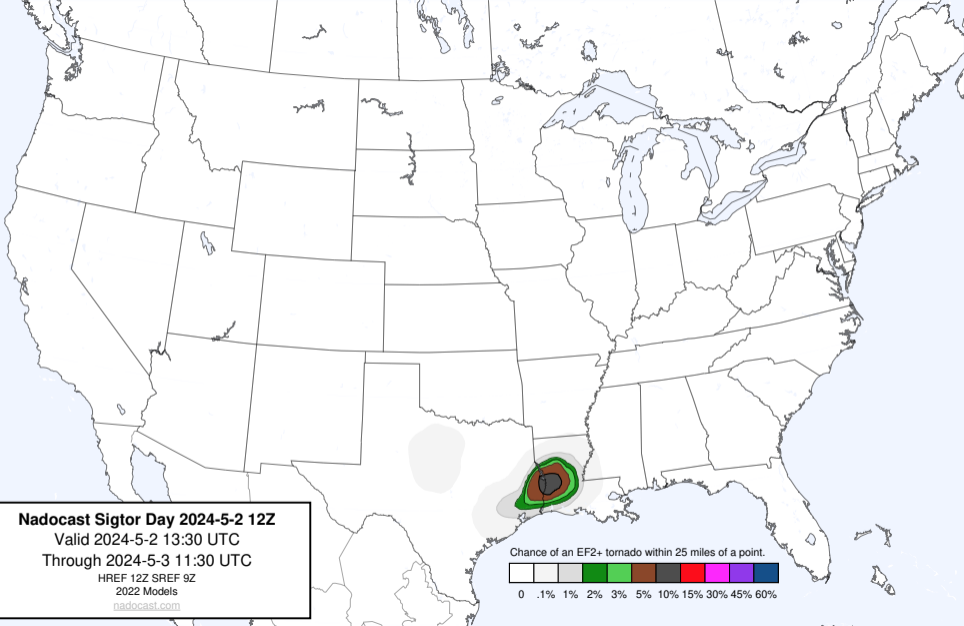 Nadocast Sigtor Day 2024-5-2 12Z
Valid 2024-5-2 13:30 UTC
Through 2024-5-3 11:30 UTC
HREF 12Z SREF 9Z
2022 Models
nadocast.com
Chance of an EF2+ tornado within 25 miles of a point.
0 .1% 1% 2% 3% 5% 10% 15% 30% 45% 60%